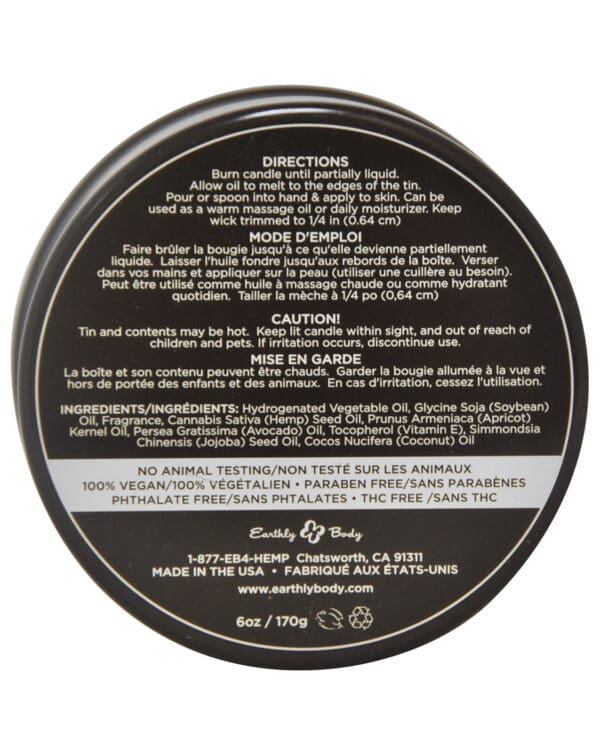 DIRECTIONS
Burn candle until partially liquid.
Allow oil to melt to the edges of the tin.
Pour or spoon into hand & apply to skin. Can be
used as a warm massage oil or daily moisturizer. Keep
wick trimmed to 1/4 in (0.64 cm)
MODE D'EMPLOI
Faire brûler la bougie jusqu'à ce qu'elle devienne partiellement
liquide. Laisser l'huile fondre jusqu'aux rebords de la boîte. Verser
dans vos mains et appliquer sur la peau (utiliser une cuillère au besoin).
Peut être utilisé comme huile à massage chaude ou comme hydratant
quotidien. Tailler la mèche à 1/4 po (0,64 cm)
CAUTION!
Tin and contents may be hot. Keep lit candle within sight, and out of reach of
children and pets. If irritation occurs, discontinue use.
MISE EN GARDE
La boîte et son contenu peuvent être chauds. Garder la bougie allumée à la vue et
hors de portée des enfants et des animaux. En cas d'irritation, cessez l'utilisation.
INGREDIENTS/INGRÉDIENTS: Hydrogenated Vegetable Oil, Glycine Soja (Soybean)
Oil, Fragrance, Cannabis Sativa (Hemp) Seed Oil, Prunus Armeniaca (Apricot)
Kernel Oil, Persea Gratissima (Avocado) Oil, Tocopherol (Vitamin E), Simmondsia
Chinensis (Jojoba) Seed Oil, Cocos Nucifera (Coconut) Oil
NO ANIMAL TESTING/NON TESTÉ SUR LES ANIMAUX
100% VEGAN/100% VÉGÉTALIEN • PARABEN FREE/SANS PARABÈNES
PHTHALATE FREE/SANS PHTALATES • THC FREE /SANS THC
Earthly Body
1-877-EB4-HEMP Chatsworth, CA 91311
MADE IN THE USA • FABRIQUÉ AUX ÉTATS-UNIS
www.earthlybody.com
6oz / 170g